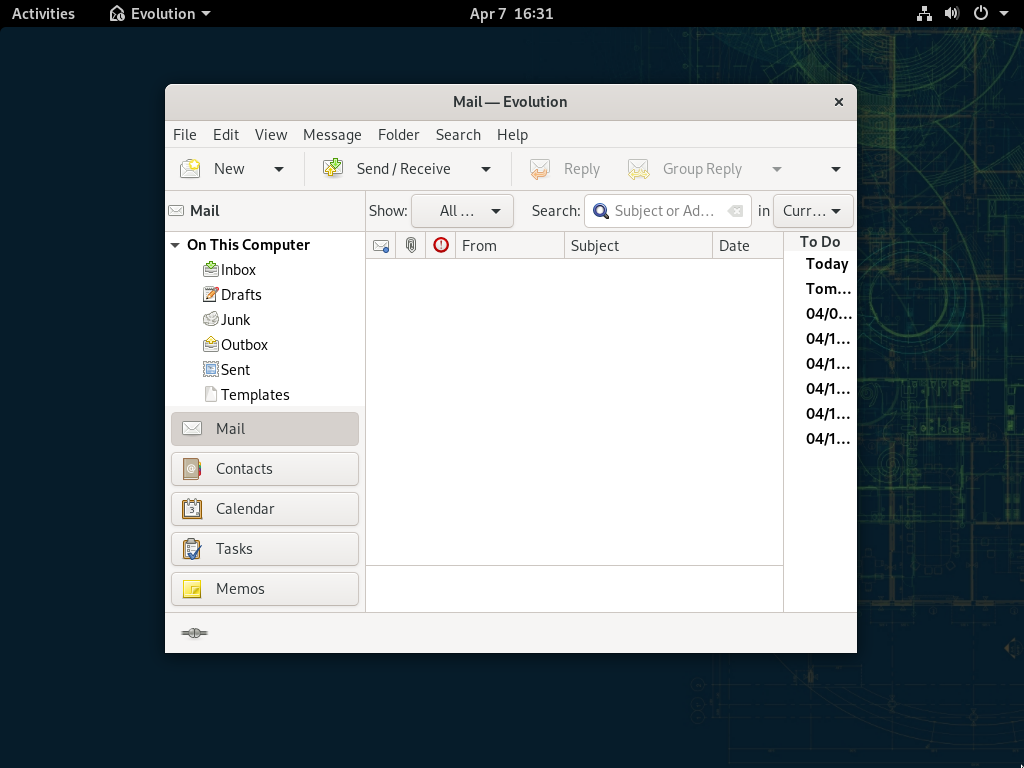 Activities Evolution Apr 7 16:31
Mail — Evolution
File Edit View Message Folder Search Help
New Send / Receive Reply Group Reply
Mail Show: All ... Search: Subject or Ad... in Curr...
On This Computer
Inbox
Drafts
Junk
Outbox
Sent
Templates
Mail
Contacts
Calendar
3
Tasks
Memos
From Subject Date
To Do
Today
Tom...
04/0...
04/1...
04/1...
04/1...
04/1...
04/1...